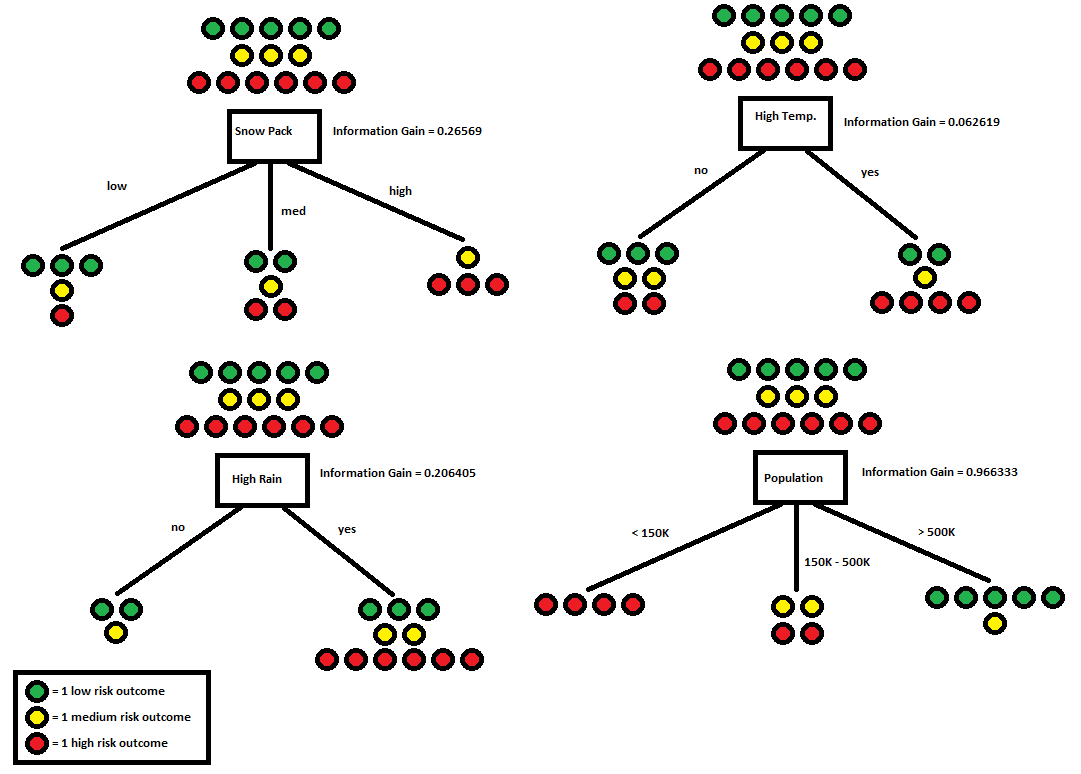 Snow Pack
Information Gain = 0.26569
low
med
high
High Temp.
Information Gain = 0.062619
no
yes
High Rain
Information Gain = 0.206405
no
yes
Population
Information Gain = 0.966333
< 150K
150K - 500K
> 500K
= 1 low risk outcome
= 1 medium risk outcome
= 1 high risk outcome